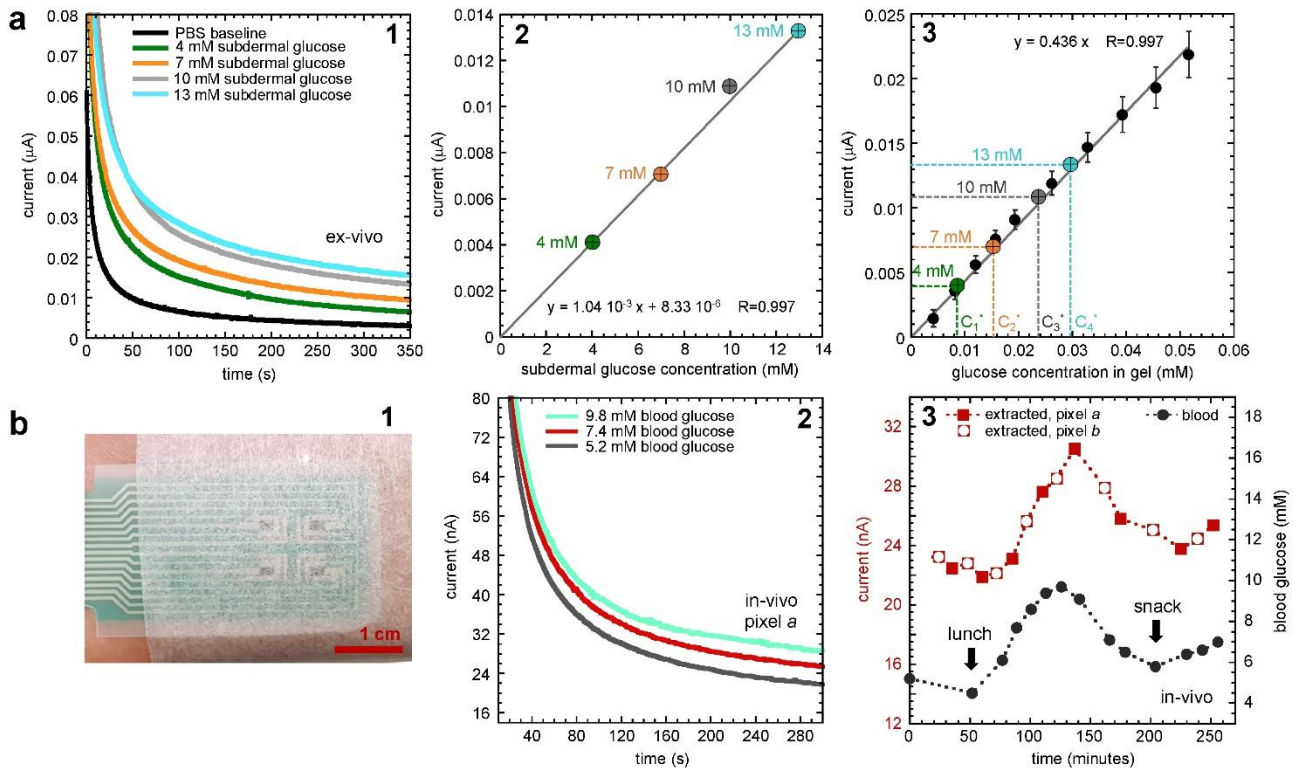 a
1
PBS baseline
4 mM subdermal glucose
7 mM subdermal glucose
10 mM subdermal glucose
13 mM subdermal glucose
ex-vivo
current (μA)
0.08
0.07
0.06
0.05
0.04
0.03
0.02
0.01
0
0 50 100 150 200 250 300 350
time (s)
2
13 mM
10 mM
7 mM
4 mM
y = 1.04 10⁻³ x + 8.33 10⁻⁶ R=0.997
current (μA)
0.014
0.012
0.010
0.008
0.006
0.004
0.002
0
0 2 4 6 8 10 12 14
subdermal glucose concentration (mM)
3
y = 0.436 x R=0.997
13 mM
10 mM
7 mM
4 mM
C₁* C₂* C₃* C₄*
current (μA)
0.025
0.020
0.015
0.010
0.005
0
0 0.01 0.02 0.03 0.04 0.05 0.06
glucose concentration in gel (mM)
b
1
1 cm
2
9.8 mM blood glucose
7.4 mM blood glucose
5.2 mM blood glucose
in-vivo
pixel a
current (nA)
80
72
64
56
48
40
32
24
16
40 80 120 160 200 240 280
time (s)
3
extracted, pixel a
extracted, pixel b
blood
lunch
snack
in-vivo
current (nA)
32
30
28
26
24
22
20
18
16
14
12
blood glucose (mM)
18
16
14
12
10
8
6
4
0 50 100 150 200 250
time (minutes)